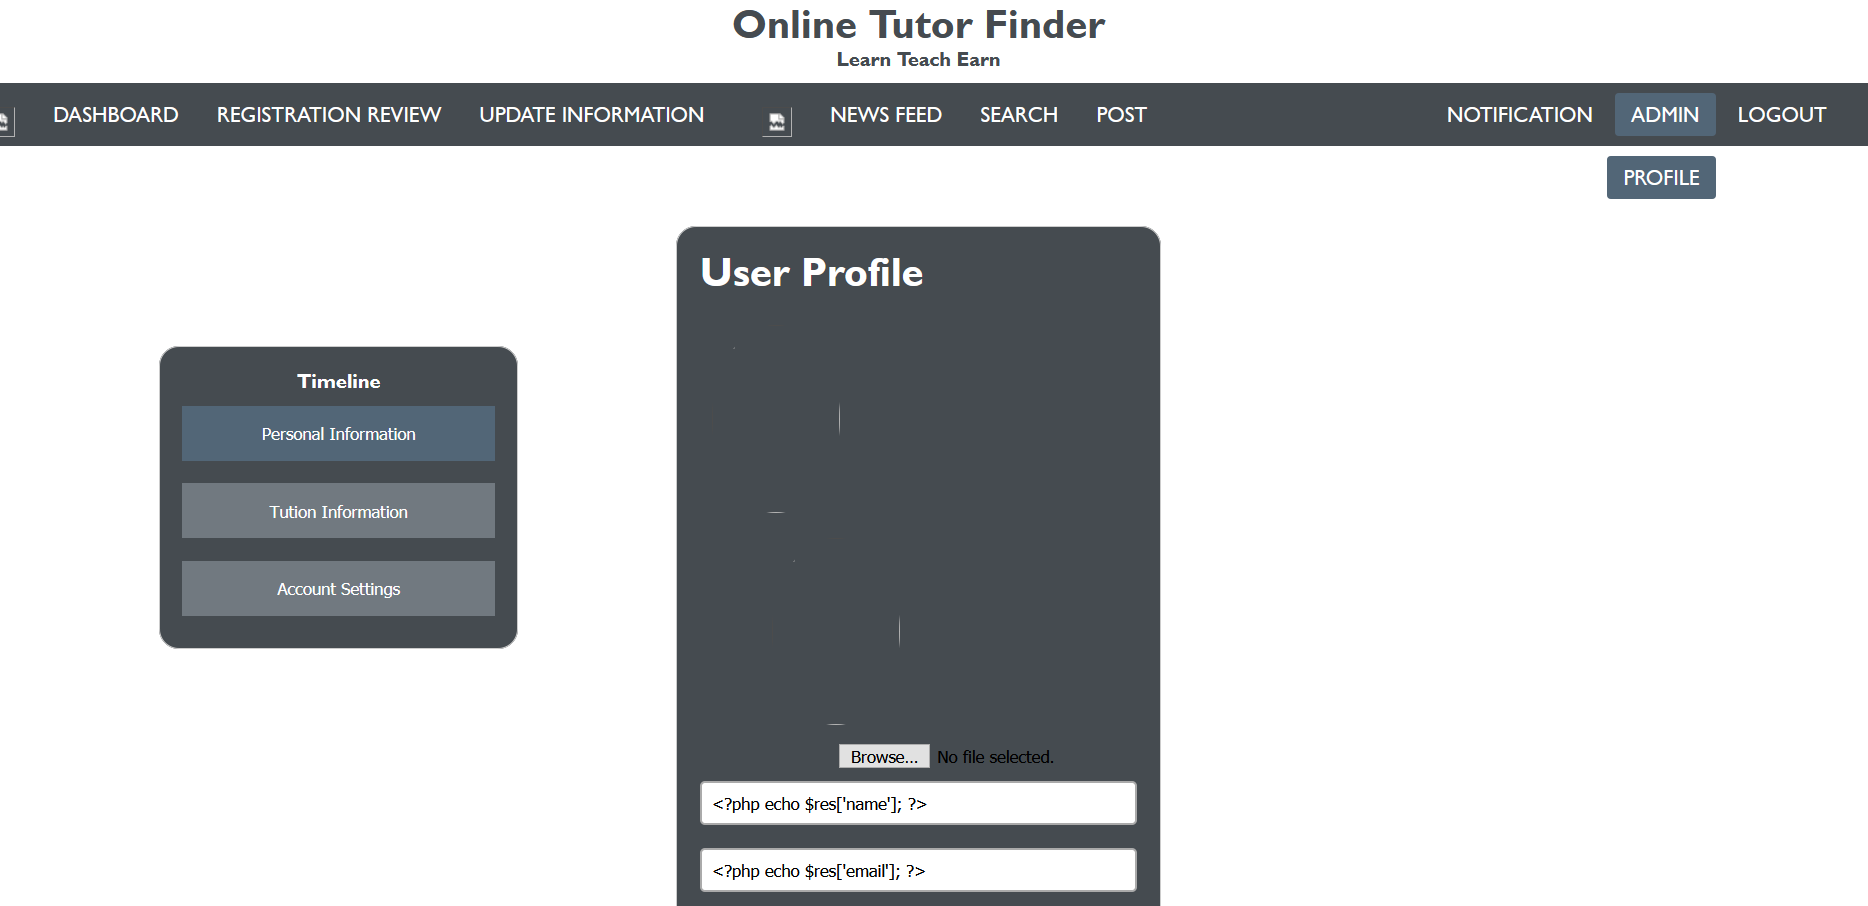 Online Tutor Finder
Learn Teach Earn
DASHBOARD REGISTRATION REVIEW UPDATE INFORMATION NEWS FEED SEARCH POST NOTIFICATION ADMIN LOGOUT
PROFILE
User Profile
Timeline
Personal Information
Tution Information
Account Settings
Browse... No file selected.
<?php echo $res['name']; ?>
<?php echo $res['email']; ?>